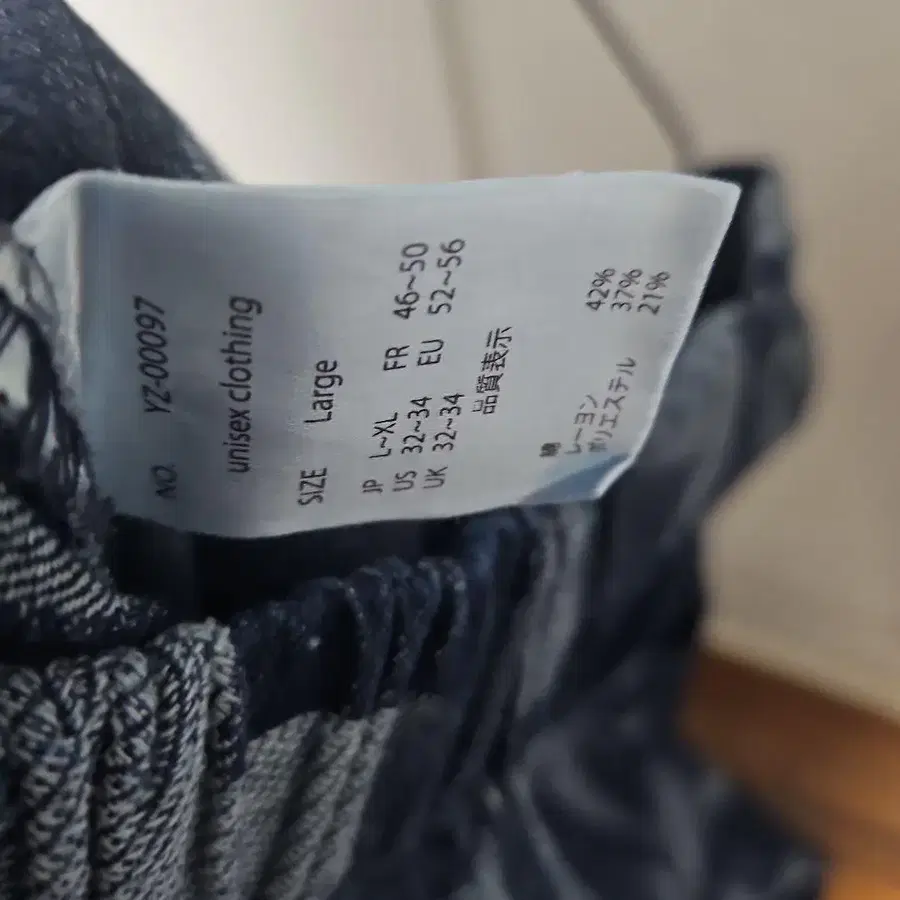 NO. YZ-00097
unisex clothing
SIZE Large
JP L~XL FR 46~50
US 32~34 EU 52~56
UK 32~34
品質表示
綿 42%
レーヨン 37%
ポリエステル 21%